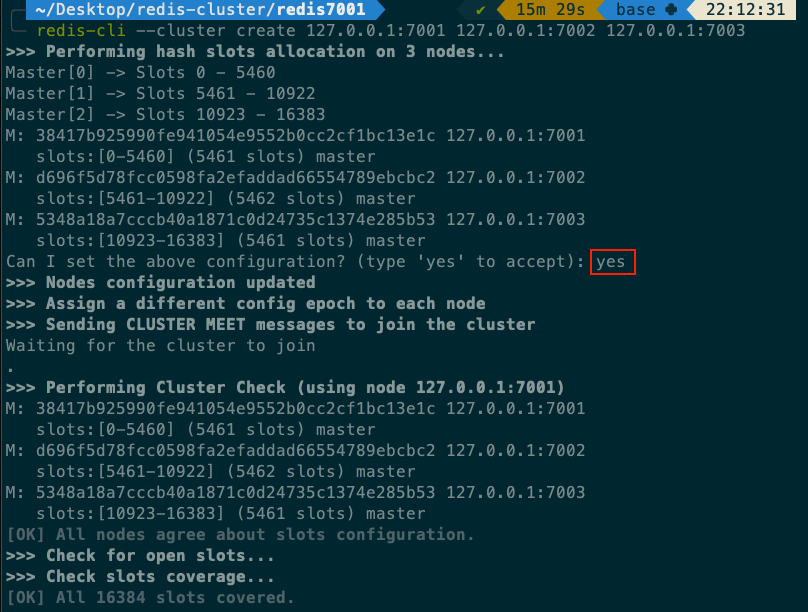 ~/Desktop/redis-cluster/redis7001 ✔ 15m 29s base 22:12:31
redis-cli --cluster create 127.0.0.1:7001 127.0.0.1:7002 127.0.0.1:7003
>>> Performing hash slots allocation on 3 nodes...
Master[0] -> Slots 0 - 5460
Master[1] -> Slots 5461 - 10922
Master[2] -> Slots 10923 - 16383
M: 38417b925990fe941054e9552b0cc2cf1bc13e1c 127.0.0.1:7001
slots:[0-5460] (5461 slots) master
M: d696f5d78fcc0598fa2efaddad66554789ebcbc2 127.0.0.1:7002
slots:[5461-10922] (5462 slots) master
M: 5348a18a7cccb40a1871c0d24735c1374e285b53 127.0.0.1:7003
slots:[10923-16383] (5461 slots) master
Can I set the above configuration? (type 'yes' to accept): yes
>>> Nodes configuration updated
>>> Assign a different config epoch to each node
>>> Sending CLUSTER MEET messages to join the cluster
Waiting for the cluster to join
.
>>> Performing Cluster Check (using node 127.0.0.1:7001)
M: 38417b925990fe941054e9552b0cc2cf1bc13e1c 127.0.0.1:7001
slots:[0-5460] (5461 slots) master
M: d696f5d78fcc0598fa2efaddad66554789ebcbc2 127.0.0.1:7002
slots:[5461-10922] (5462 slots) master
M: 5348a18a7cccb40a1871c0d24735c1374e285b53 127.0.0.1:7003
slots:[10923-16383] (5461 slots) master
[OK] All nodes agree about slots configuration.
>>> Check for open slots...
>>> Check slots coverage...
[OK] All 16384 slots covered.